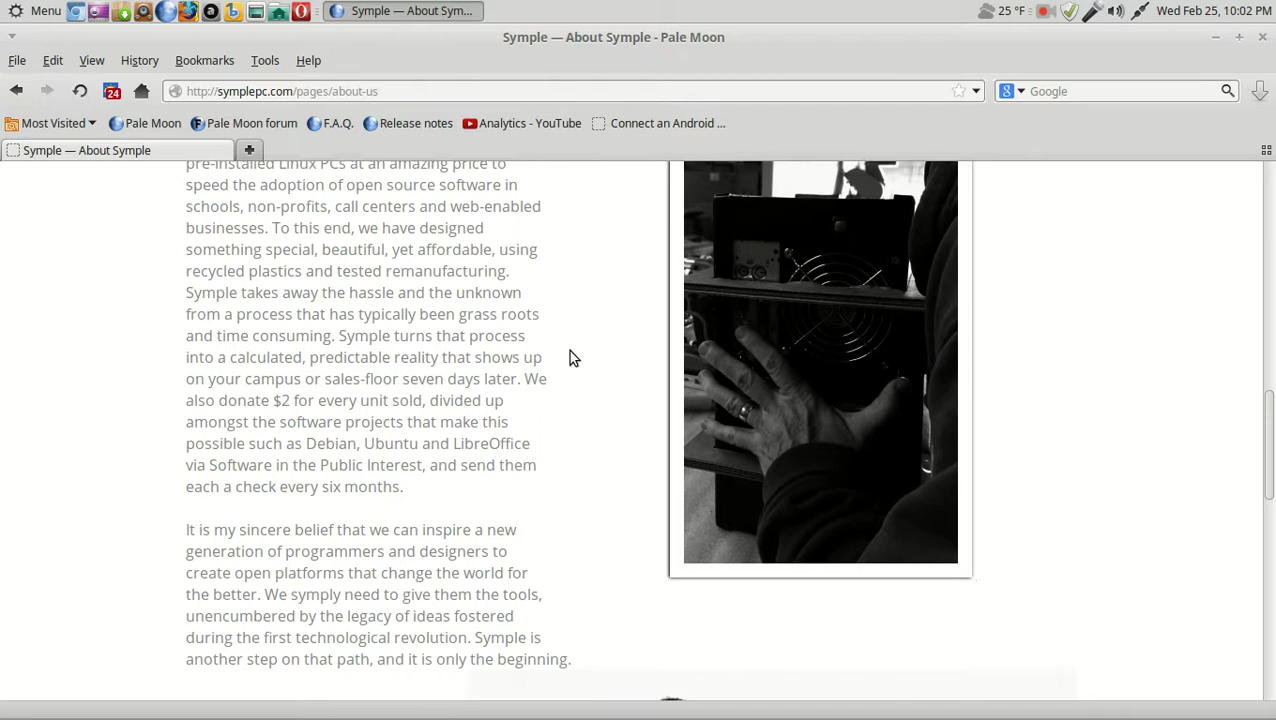 Menu
Symple — About Sym...
25 °F
Wed Feb 25, 10:02 PM
Symple — About Symple - Pale Moon
File Edit View History Bookmarks Tools Help
24
http://symplepc.com/pages/about-us
8 Google
Most Visited Pale Moon Pale Moon forum F.A.Q. Release notes Analytics - YouTube Connect an Android ...
Symple — About Symple
pre-installed Linux PCs at an amazing price to
speed the adoption of open source software in
schools, non-profits, call centers and web-enabled
businesses. To this end, we have designed
something special, beautiful, yet affordable, using
recycled plastics and tested remanufacturing.
Symple takes away the hassle and the unknown
from a process that has typically been grass roots
and time consuming. Symple turns that process
into a calculated, predictable reality that shows up
on your campus or sales-floor seven days later. We
also donate $2 for every unit sold, divided up
amongst the software projects that make this
possible such as Debian, Ubuntu and LibreOffice
via Software in the Public Interest, and send them
each a check every six months.
It is my sincere belief that we can inspire a new
generation of programmers and designers to
create open platforms that change the world for
the better. We symply need to give them the tools,
unencumbered by the legacy of ideas fostered
during the first technological revolution. Symple is
another step on that path, and it is only the beginning.